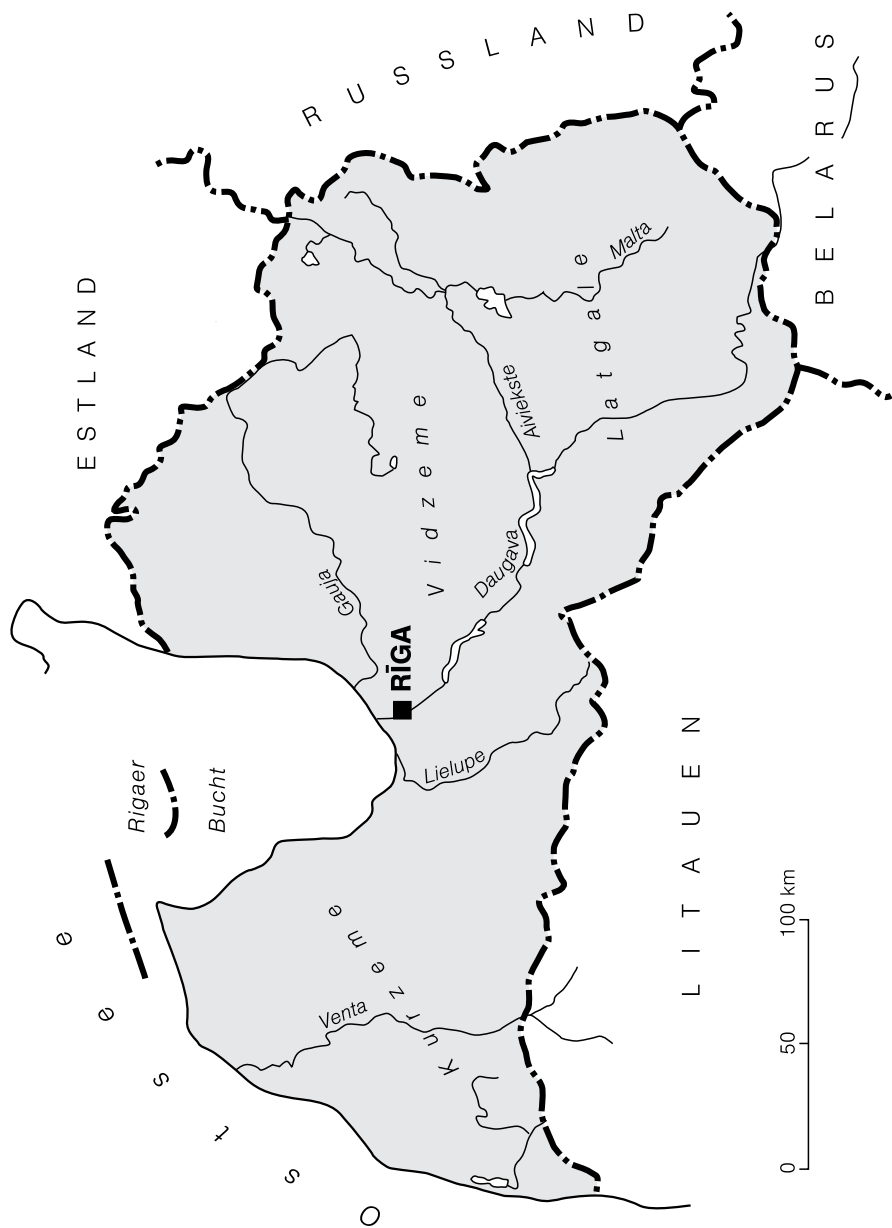 ESTLAND
RUSSLAND
BELARUS
LITAUEN
Ostsee
Rigaer
Bucht
RĪGA
Vidzeme
Latgale
Kurzeme
Gauja
Daugava
Aiviekste
Malta
Lielupe
Venta
0 50 100 km